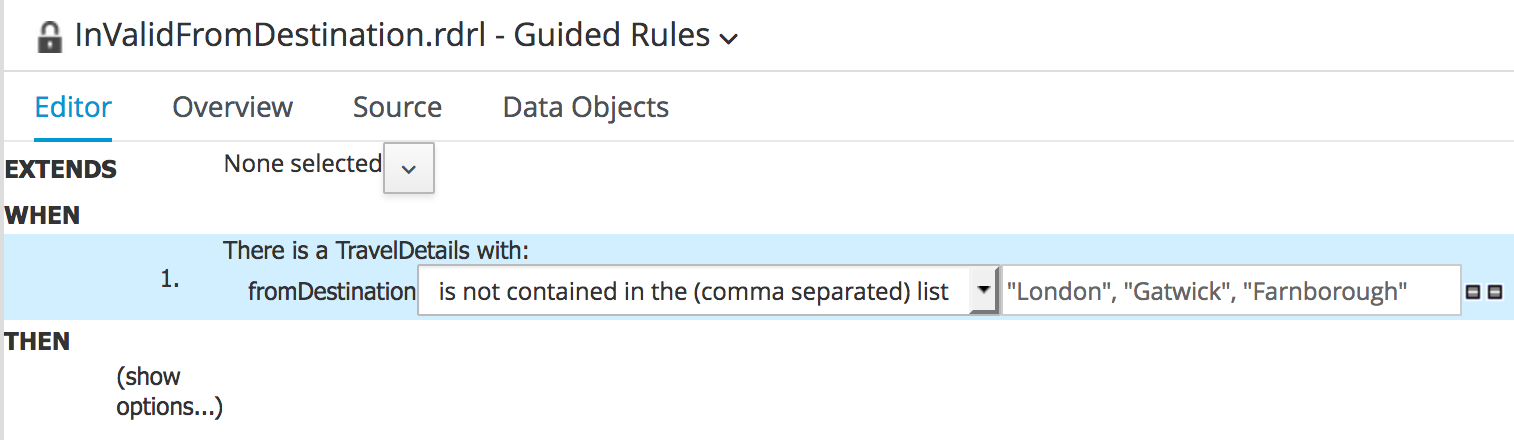 InValidFromDestination.rdrl - Guided Rules
Editor Overview Source Data Objects
EXTENDS None selected
WHEN
There is a TravelDetails with:
1. fromDestination is not contained in the (comma separated) list "London", "Gatwick", "Farnborough"
THEN
(show
options...)